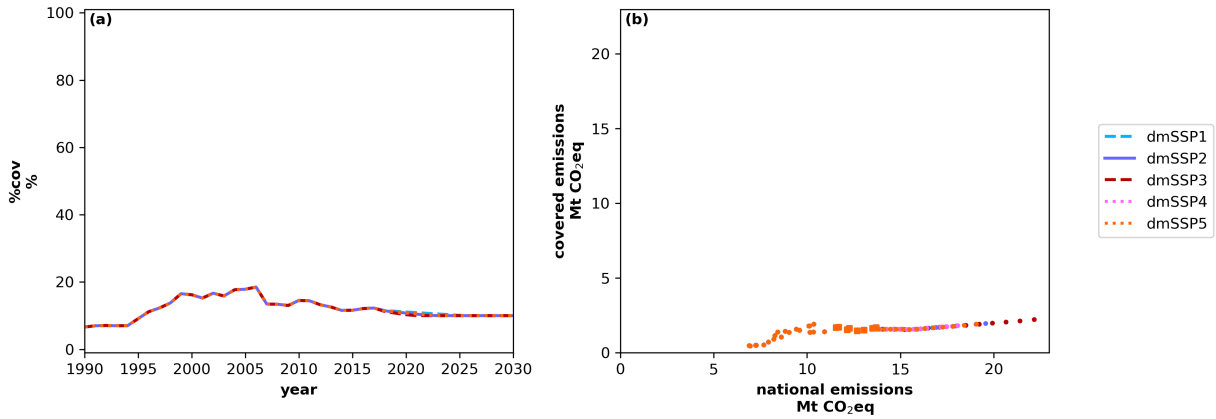 (a)
100
80
60
40
20
0
%cov
%
1990
1995
2000
2005
2010
2015
2020
2025
2030
year
(b)
20
15
10
5
0
covered emissions
Mt CO₂eq
0
5
10
15
20
national emissions
Mt CO₂eq
dmSSP1
dmSSP2
dmSSP3
dmSSP4
dmSSP5